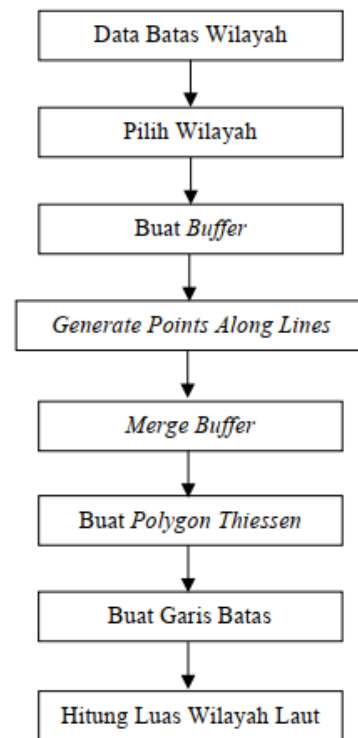 Data Batas Wilayah
Pilih Wilayah
Buat Buffer
Generate Points Along Lines
Merge Buffer
Buat Polygon Thiessen
Buat Garis Batas
Hitung Luas Wilayah Laut